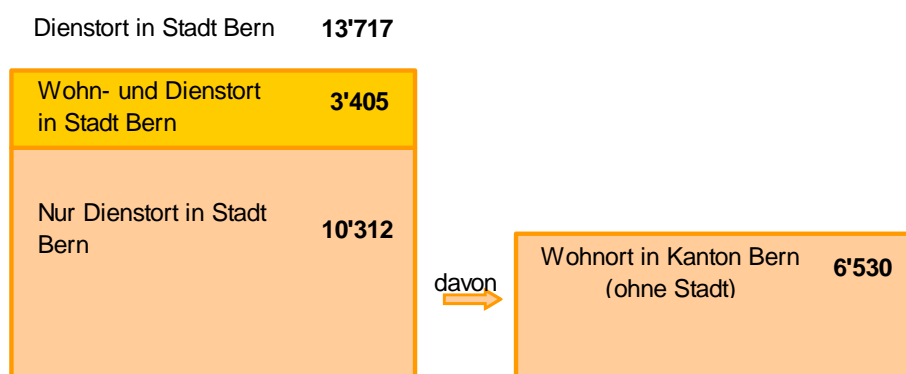 Dienstort in Stadt Bern 13'717
Wohn- und Dienstort
in Stadt Bern 3'405
Nur Dienstort in Stadt
Bern 10'312
davon
Wohnort in Kanton Bern 6'530
(ohne Stadt)